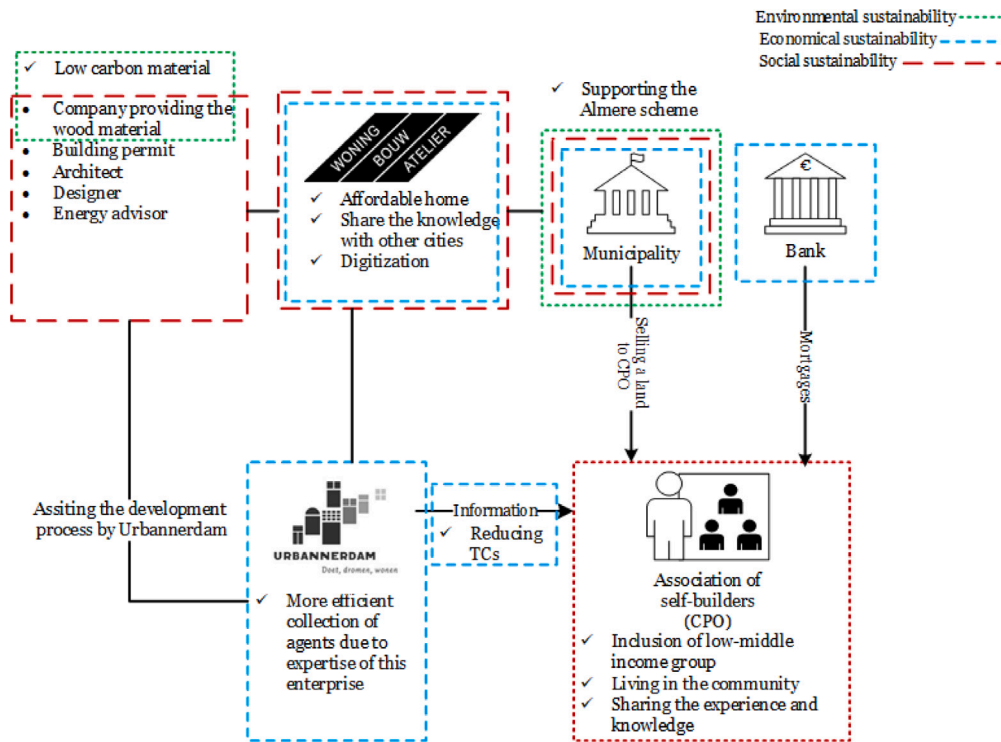 Environmental sustainability
Economical sustainability
Social sustainability
✓ Low carbon material
• Company providing the
wood material
• Building permit
• Architect
• Designer
• Energy advisor
WONING
BOUW
ATELIER
✓ Affordable home
✓ Share the knowledge
with other cities
✓ Digitization
✓ Supporting the
Almere scheme
Municipality
€
Bank
Selling a land
to CPO
Mortgages
Assiting the development
process by Urbannerdam
URBANNERDAM
Doet, dromen, wonen
✓ More efficient
collection of
agents due to
expertise of this
enterprise
Information
✓ Reducing
TCs
Association of
self-builders
(CPO)
✓ Inclusion of low-middle
income group
✓ Living in the community
✓ Sharing the experience and
knowledge